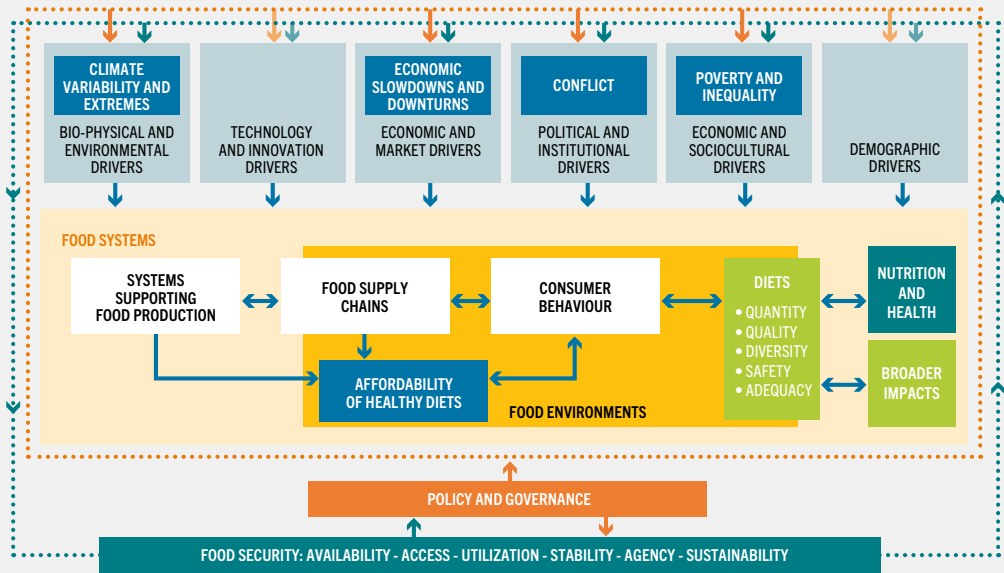 CLIMATE
VARIABILITY AND
EXTREMES
BIO-PHYSICAL AND
ENVIRONMENTAL
DRIVERS
TECHNOLOGY
AND INNOVATION
DRIVERS
ECONOMIC
SLOWDOWNS AND
DOWNTURNS
ECONOMIC AND
MARKET DRIVERS
CONFLICT
POLITICAL AND
INSTITUTIONAL
DRIVERS
POVERTY AND
INEQUALITY
ECONOMIC AND
SOCIOCULTURAL
DRIVERS
DEMOGRAPHIC
DRIVERS
FOOD SYSTEMS
SYSTEMS
SUPPORTING
FOOD PRODUCTION
FOOD SUPPLY
CHAINS
CONSUMER
BEHAVIOUR
DIETS
• QUANTITY
• QUALITY
• DIVERSITY
• SAFETY
• ADEQUACY
NUTRITION
AND
HEALTH
BROADER
IMPACTS
AFFORDABILITY
OF HEALTHY DIETS
FOOD ENVIRONMENTS
POLICY AND GOVERNANCE
FOOD SECURITY: AVAILABILITY - ACCESS - UTILIZATION - STABILITY - AGENCY - SUSTAINABILITY